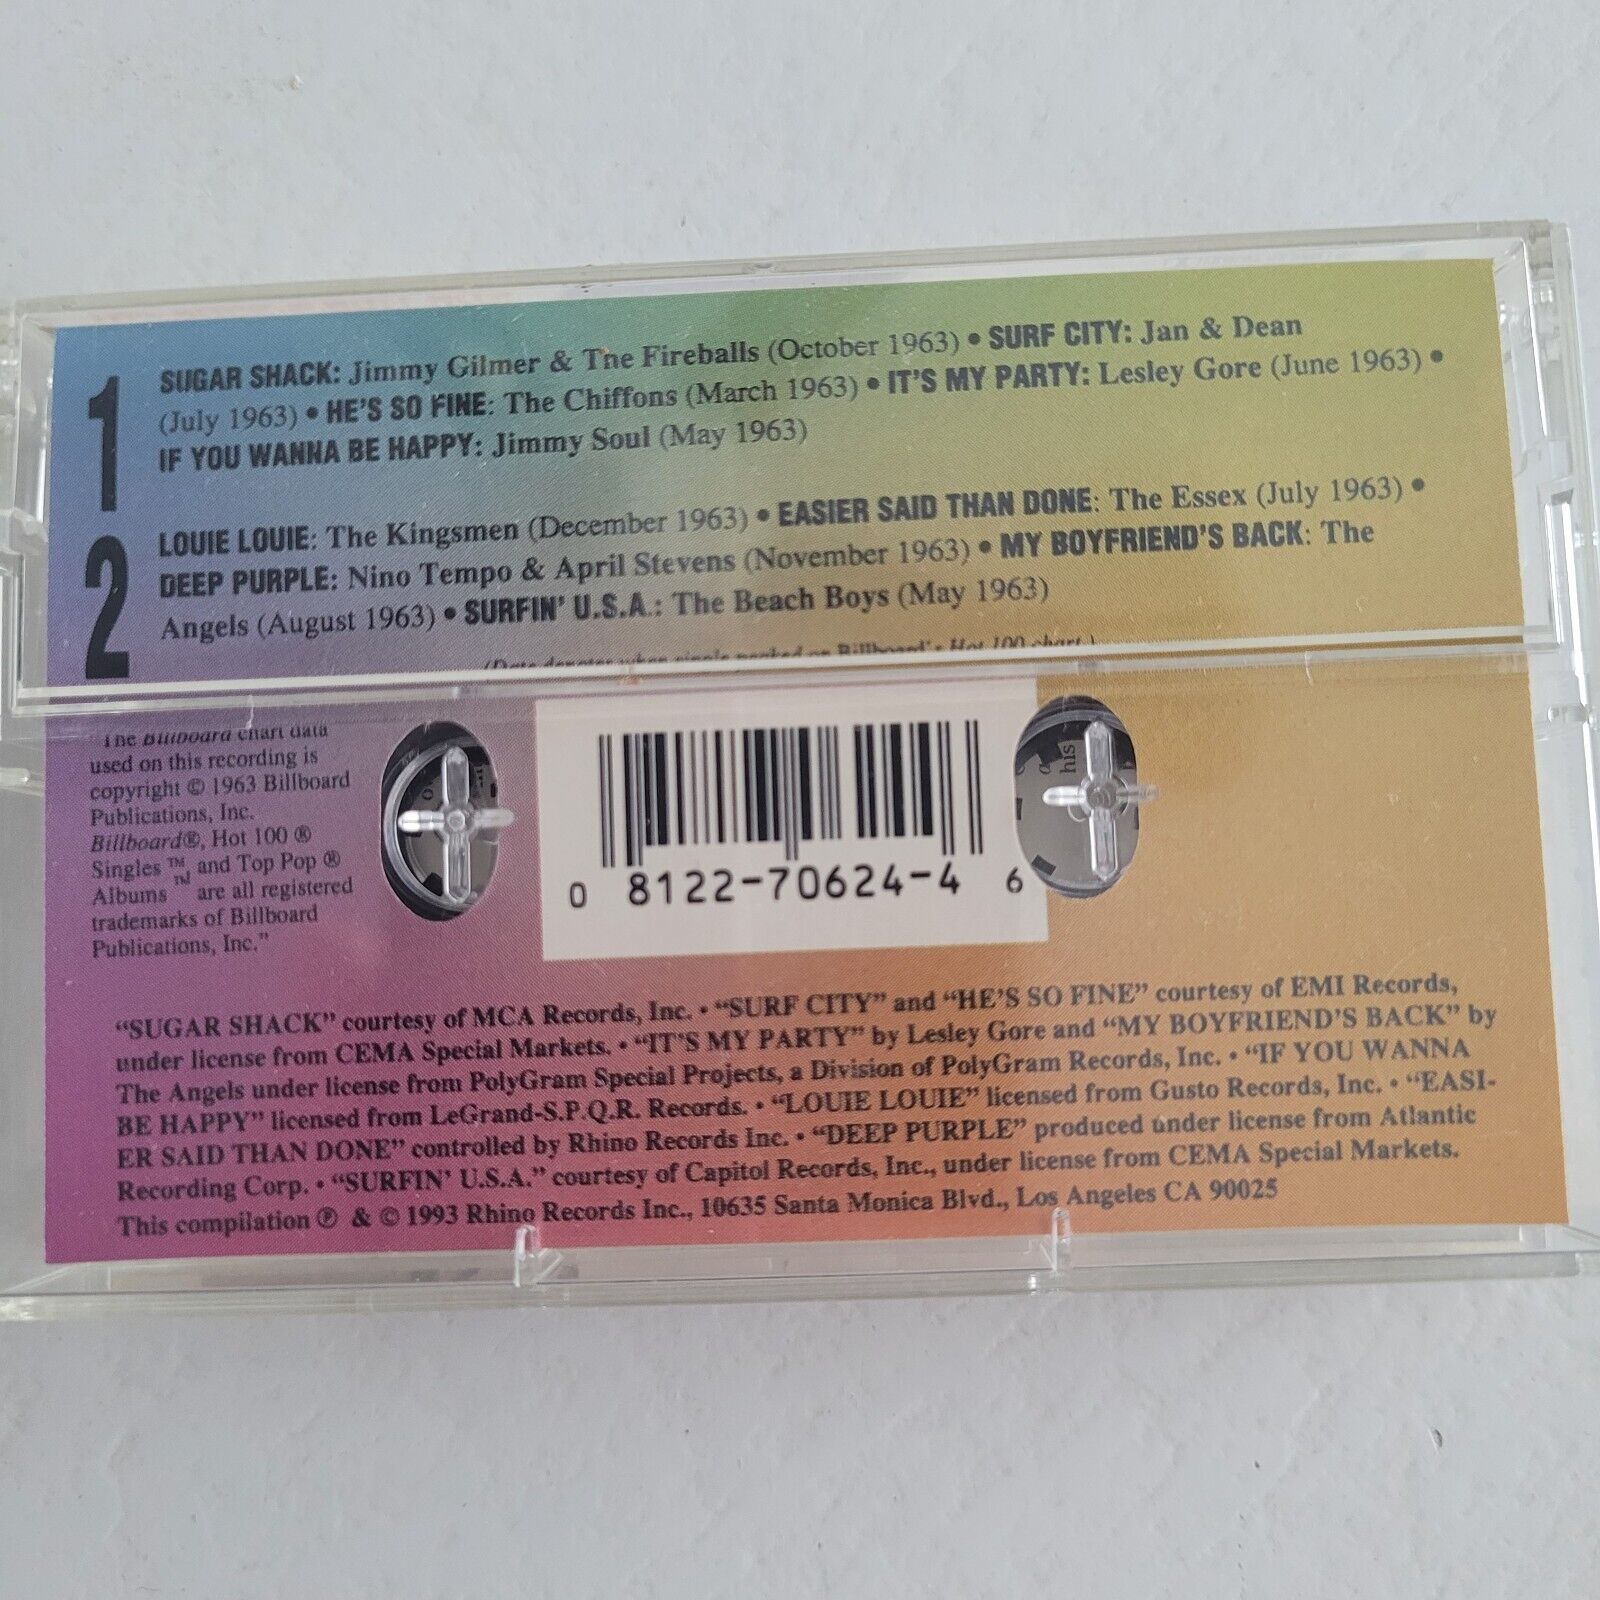 1
SUGAR SHACK: Jimmy Gilmer & The Fireballs (October 1963) • SURF CITY: Jan & Dean
(July 1963) • HE'S SO FINE: The Chiffons (March 1963) • IT'S MY PARTY: Lesley Gore (June 1963) •
IF YOU WANNA BE HAPPY: Jimmy Soul (May 1963)
2
LOUIE LOUIE: The Kingsmen (December 1963) • EASIER SAID THAN DONE: The Essex (July 1963) •
DEEP PURPLE: Nino Tempo & April Stevens (November 1963) • MY BOYFRIEND'S BACK: The
Angels (August 1963) • SURFIN' U.S.A.: The Beach Boys (May 1963)
(Date denotes when single peaked on Billboard's Hot 100 chart.)
"The Billboard chart data
used on this recording is
copyright © 1963 Billboard
Publications, Inc.
Billboard®, Hot 100 ®
Singles ™ and Top Pop ®
Albums ™ are all registered
trademarks of Billboard
Publications, Inc."
his
0 8122-70624-4 6
"SUGAR SHACK" courtesy of MCA Records, Inc. • "SURF CITY" and "HE'S SO FINE" courtesy of EMI Records,
under license from CEMA Special Markets. • "IT'S MY PARTY" by Lesley Gore and "MY BOYFRIEND'S BACK" by
The Angels under license from PolyGram Special Projects, a Division of PolyGram Records, Inc. • "IF YOU WANNA
BE HAPPY" licensed from LeGrand-S.P.Q.R. Records. • "LOUIE LOUIE" licensed from Gusto Records, Inc. • "EASI-
ER SAID THAN DONE" controlled by Rhino Records Inc. • "DEEP PURPLE" produced under license from Atlantic
Recording Corp. • "SURFIN' U.S.A." courtesy of Capitol Records, Inc., under license from CEMA Special Markets.
This compilation ℗ & © 1993 Rhino Records Inc., 10635 Santa Monica Blvd., Los Angeles CA 90025